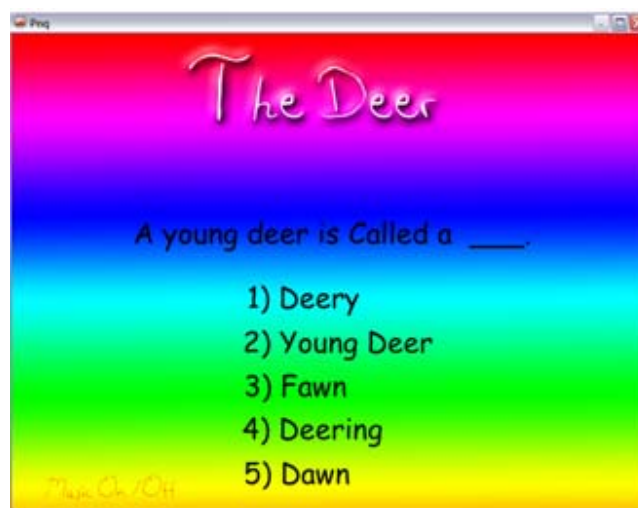 Pnq
The Deer
A young deer is Called a ___.
1) Deery
2) Young Deer
3) Fawn
4) Deering
5) Dawn
Music On/Off